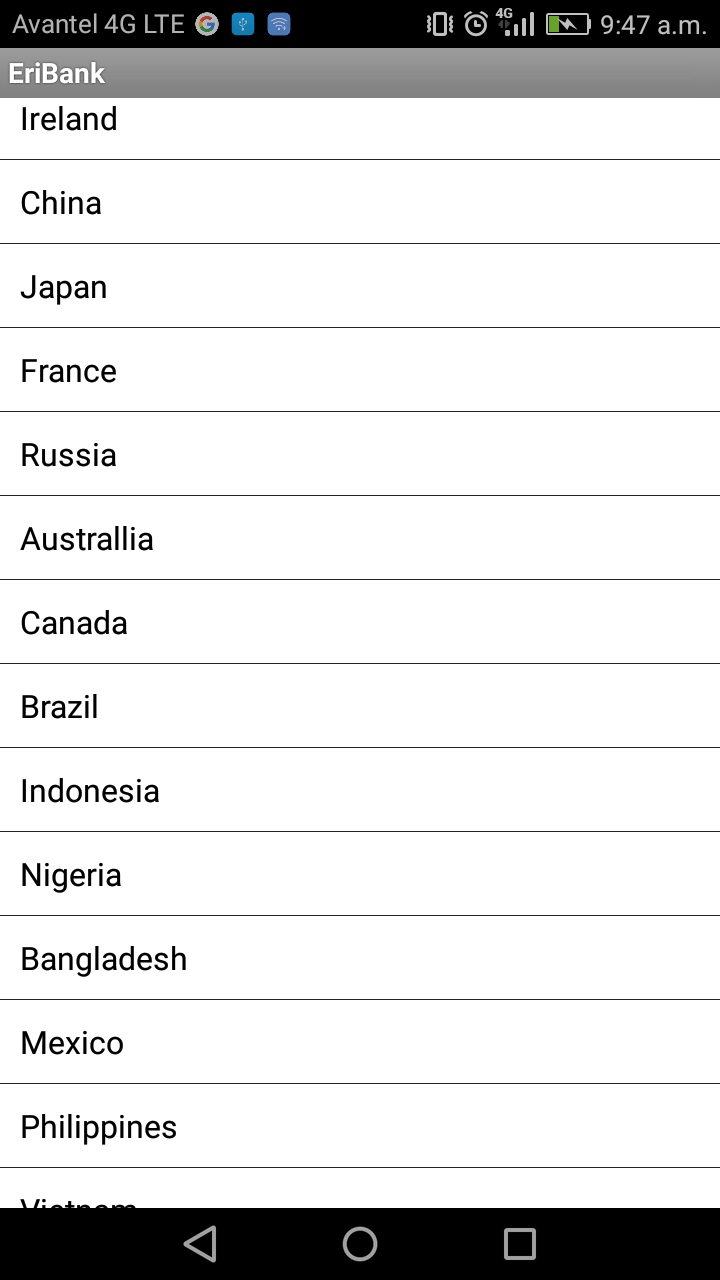 Avantel 4G LTE 4G 9:47 a.m.
EriBank
Ireland
China
Japan
France
Russia
Australlia
Canada
Brazil
Indonesia
Nigeria
Bangladesh
Mexico
Philippines
Vietnam